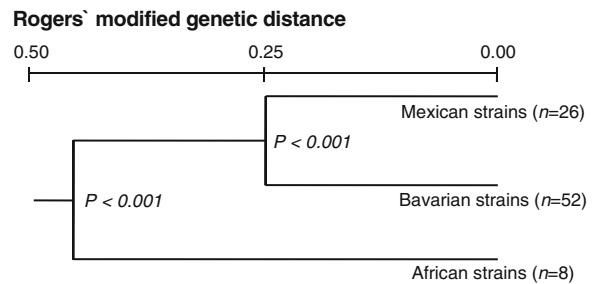 Rogers` modified genetic distance
0.50 0.25 0.00
Mexican strains (n=26)
P < 0.001
Bavarian strains (n=52)
P < 0.001
African strains (n=8)